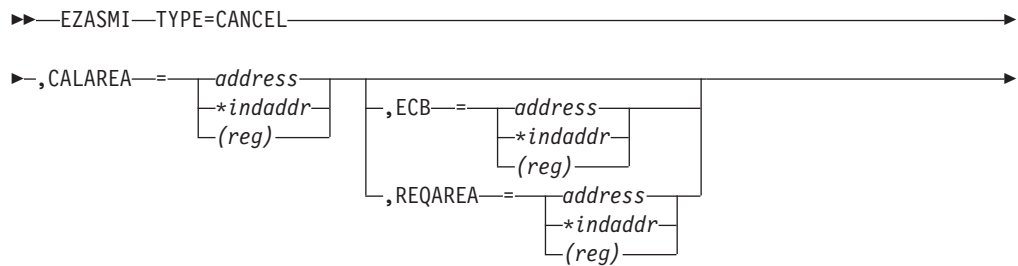 EZASMI TYPE=CANCEL
,CALAREA = address
*indaddr
(reg)
,ECB = address
*indaddr
(reg)
,REQAREA = address
*indaddr
(reg)